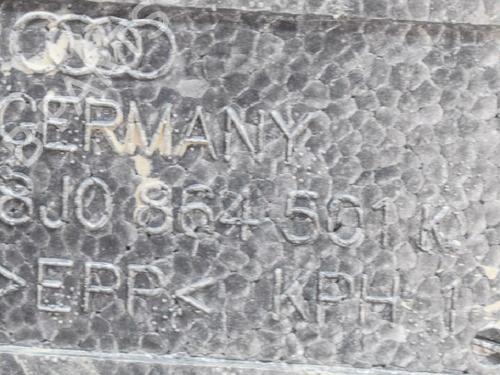 GERMANY
8J0 864 501 K
>EPP< KPH 1